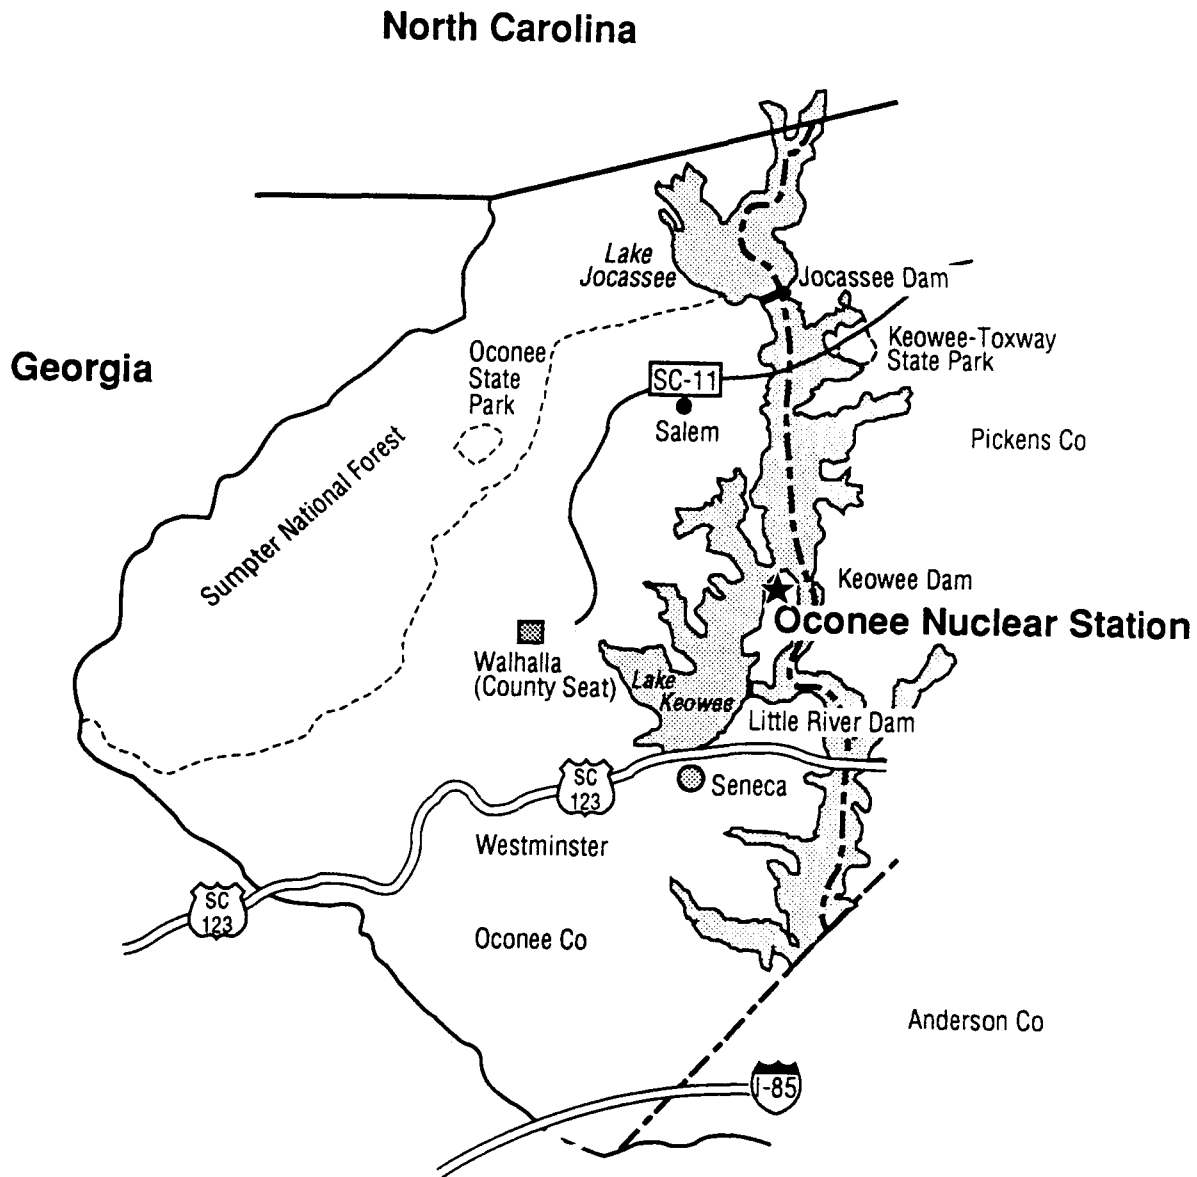 North Carolina
Lake
Jocassee
Jocassee Dam
Georgia
Oconee
State
Park
Keowee-Toxway
State Park
SC-11
Salem
Pickens Co
Sumpter National Forest
Keowee Dam
Oconee Nuclear Station
Walhalla
(County Seat)
Lake
Keowee
Little River Dam
SC
123
Seneca
Westminster
SC
123
Oconee Co
Anderson Co
I-85